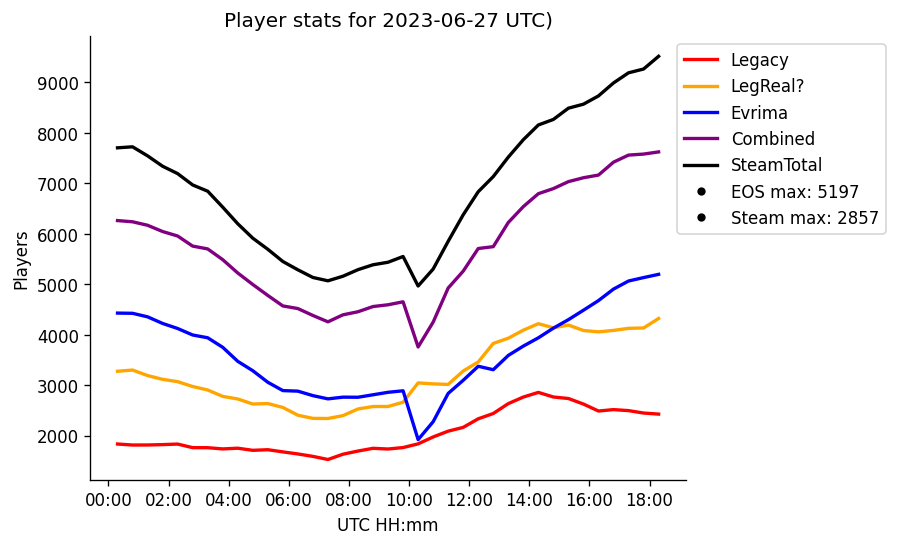 Player stats for 2023-06-27 UTC)
Legacy
LegReal?
Evrima
Combined
SteamTotal
EOS max: 5197
Steam max: 2857
Players
9000
8000
7000
6000
5000
4000
3000
2000
00:00 02:00 04:00 06:00 08:00 10:00 12:00 14:00 16:00 18:00
UTC HH:mm